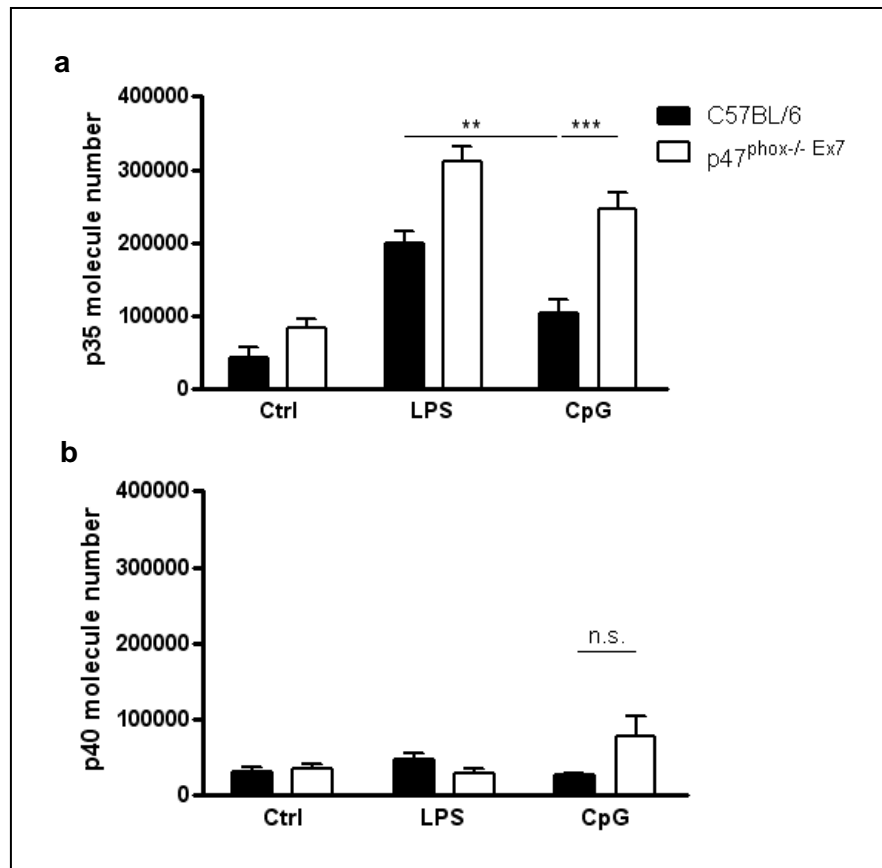 a
400000
300000
200000
100000
0
p35 molecule number
** ***
C57BL/6
p47phox-/- Ex7
Ctrl LPS CpG
b
400000
300000
200000
100000
0
p40 molecule number
n.s.
Ctrl LPS CpG